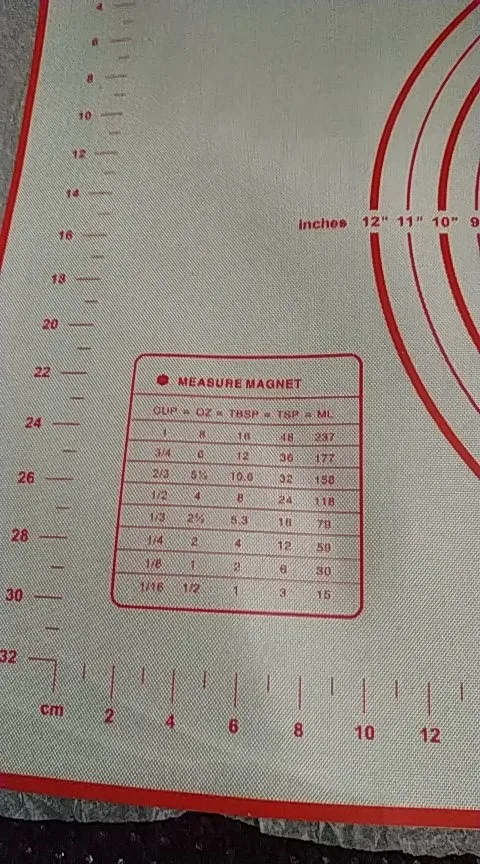 4
6
8
10
12
14
16
18
20
22
24
26
28
30
32
inches 12" 11" 10" 9
MEASURE MAGNET
CUP = OZ = TBSP = TSP = ML
1 8 16 48 237
3/4 6 12 36 177
2/3 5⅓ 10.6 32 158
1/2 4 8 24 118
1/3 2⅔ 5.3 16 79
1/4 2 4 12 59
1/8 1 2 6 30
1/16 1/2 1 3 15
cm 2 4 6 8 10 12